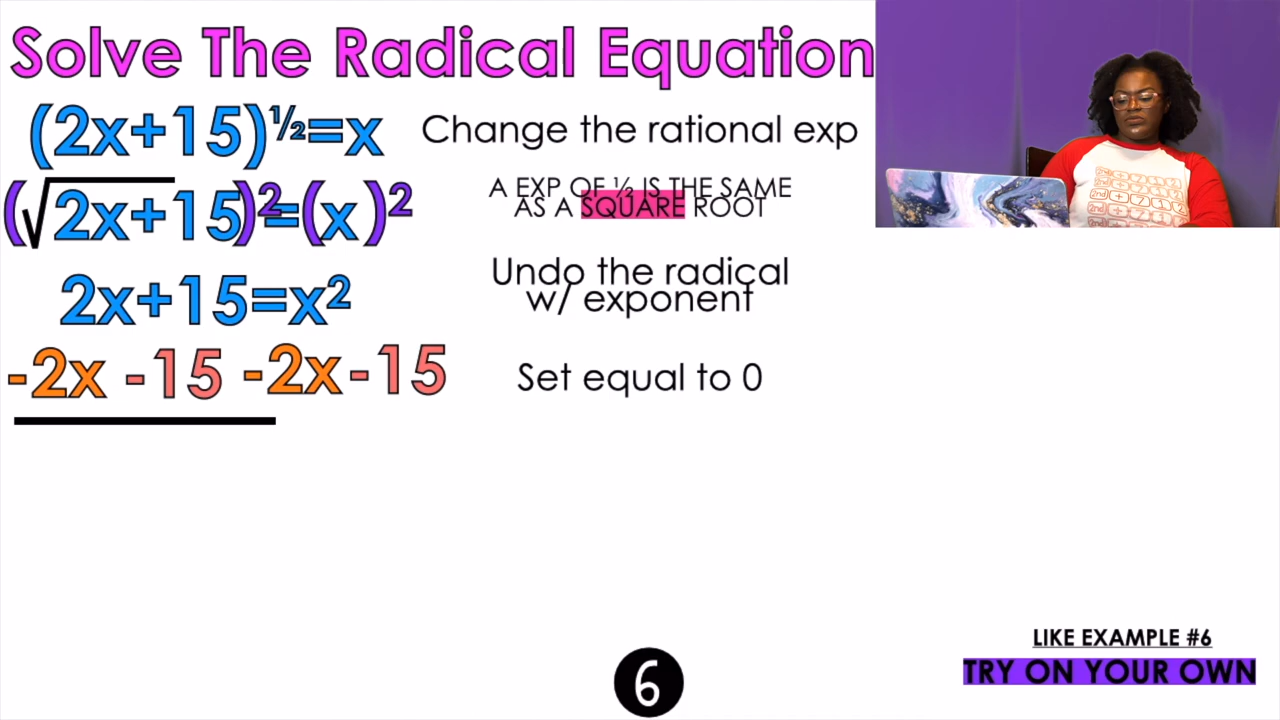 Solve The Radical Equation
(2x+15)^½=x
Change the rational exp
(√2x+15)²=(x)²
A EXP OF ½ IS THE SAME
AS A SQUARE ROOT
2x+15=x²
Undo the radical
w/ exponent
-2x -15 -2x -15
Set equal to 0
LIKE EXAMPLE #6
TRY ON YOUR OWN
6